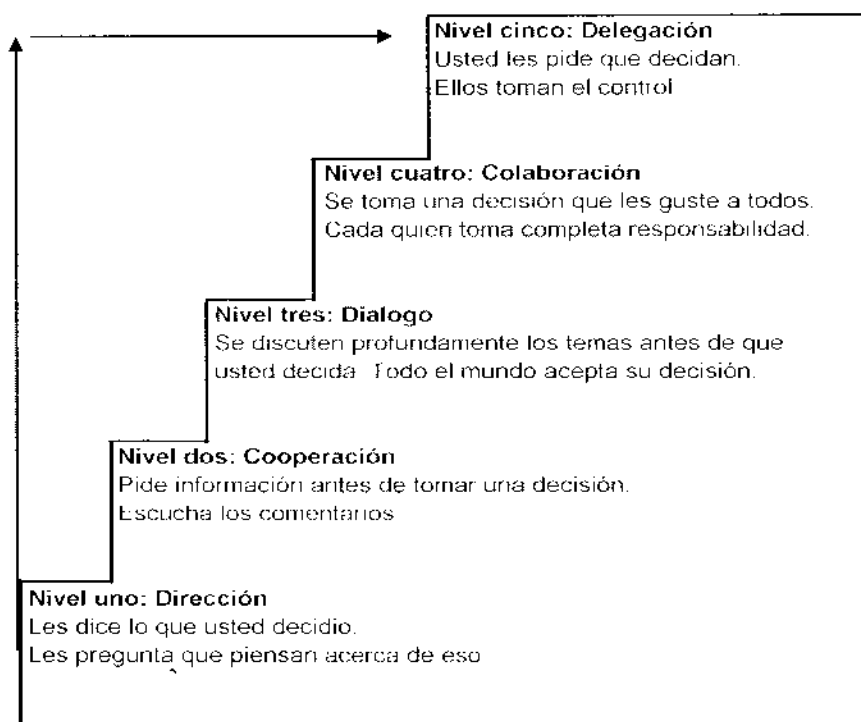 Nivel cinco: Delegación
Usted les pide que decidan.
Ellos toman el control
Nivel cuatro: Colaboración
Se toma una decisión que les guste a todos.
Cada quien toma completa responsabilidad.
Nivel tres: Dialogo
Se discuten profundamente los temas antes de que
usted decida. Todo el mundo acepta su decisión.
Nivel dos: Cooperación
Pide información antes de tomar una decisión.
Escucha los comentarios
Nivel uno: Dirección
Les dice lo que usted decidio.
Les pregunta que piensan acerca de eso